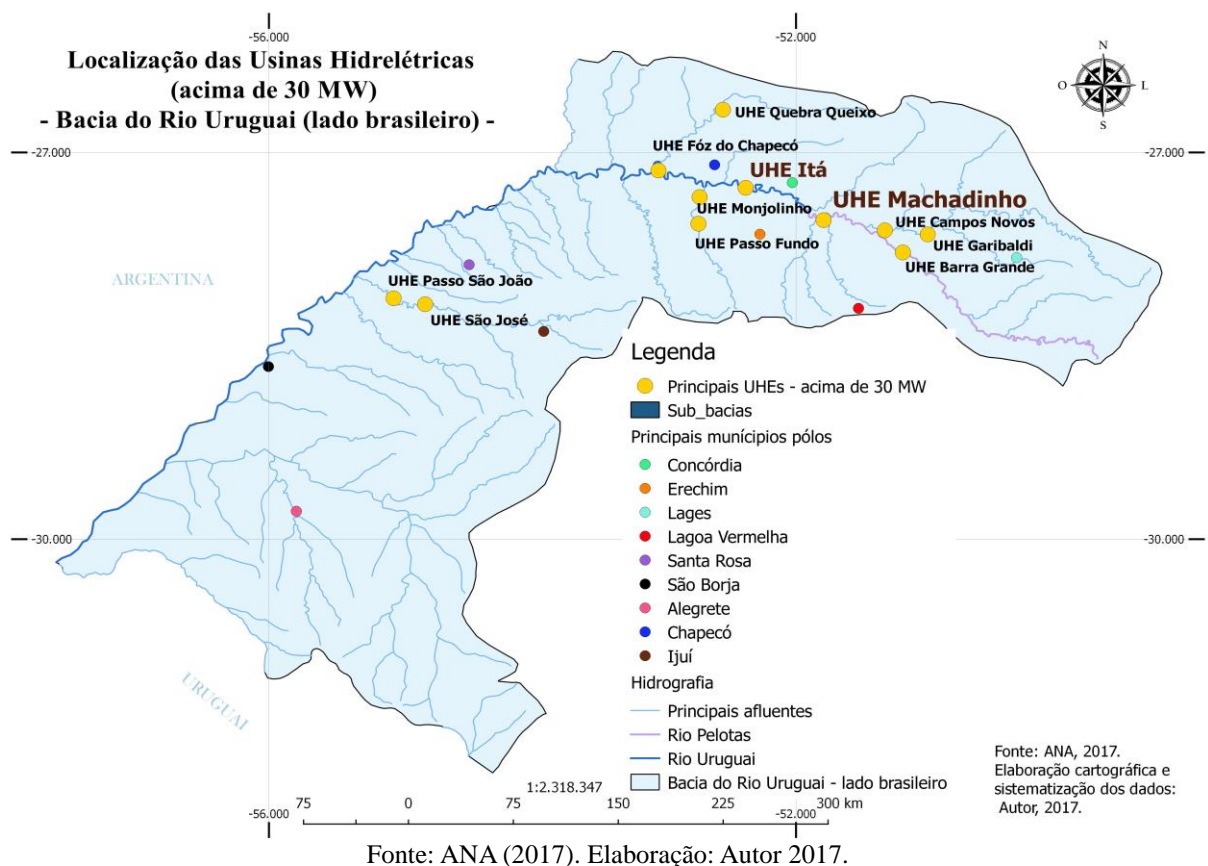 Localização das Usinas Hidrelétricas
(acima de 30 MW)
- Bacia do Rio Uruguai (lado brasileiro) -
-56.000
-52.000
N
O
L
S
-27.000
-27.000
UHE Quebra Queixo
UHE Fóz do Chapecó
UHE Itá
UHE Machadinho
UHE Monjolinho
UHE Campos Novos
UHE Passo Fundo
UHE Garibaldi
UHE Barra Grande
ARGENTINA
UHE Passo São João
UHE São José
Legenda
Principais UHEs - acima de 30 MW
Sub_bacias
Principais munícipios pólos
Concórdia
Erechim
Lages
Lagoa Vermelha
Santa Rosa
São Borja
Alegrete
Chapecó
Ijuí
Hidrografia
Principais afluentes
Rio Pelotas
Rio Uruguai
Bacia do Rio Uruguai - lado brasileiro
-30.000
-30.000
URUGUAI
Fonte: ANA, 2017.
Elaboração cartográfica e
sistematização dos dados:
Autor, 2017.
1:2.318.347
75 0 75 150 225 300 km
-56.000
-52.000
Fonte: ANA (2017). Elaboração: Autor 2017.